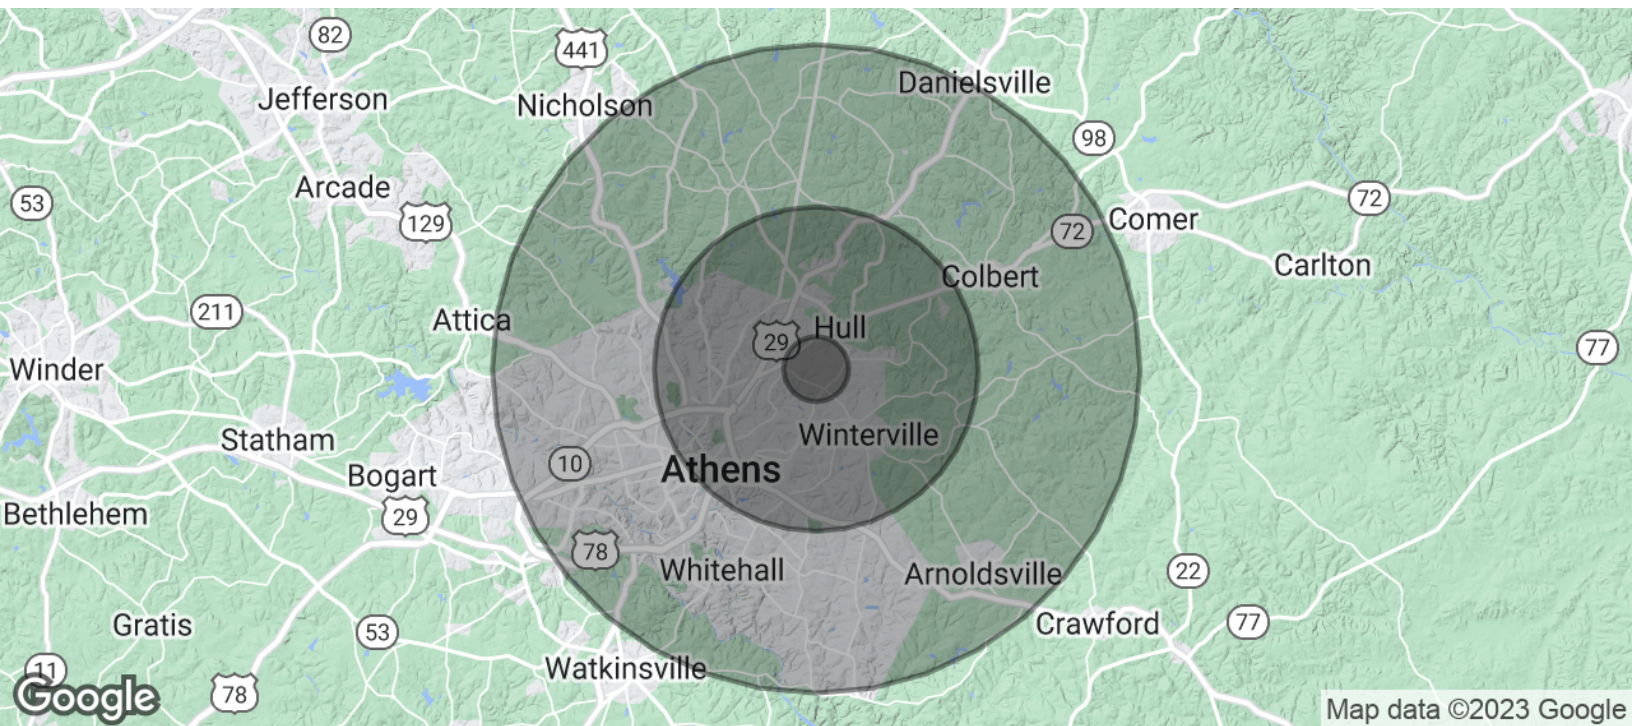 82
441
Jefferson
Nicholson
Danielsville
98
Arcade
53
129
72
72
Comer
Carlton
Colbert
211
Attica
Hull
29
77
Winder
Statham
Winterville
10
Athens
Bogart
29
Bethlehem
78
Whitehall
Arnoldsville
22
Gratis
53
Crawford
77
11
Watkinsville
78
Google
Map data ©2023 Google